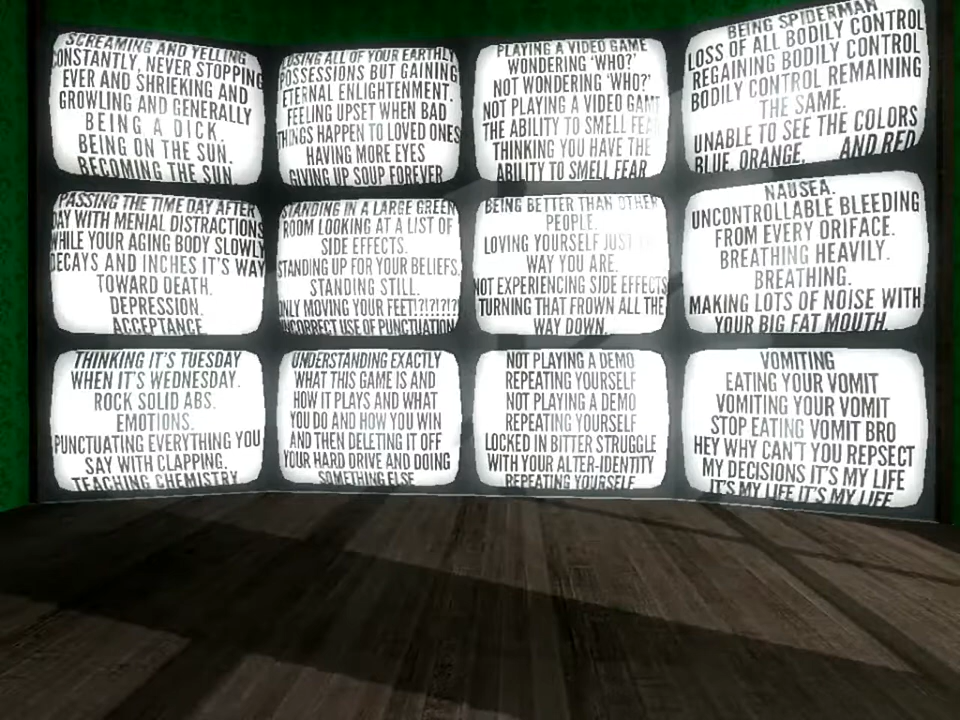 SCREAMING AND YELLING
CONSTANTLY, NEVER STOPPING
EVER AND SHRIEKING AND
GROWLING AND GENERALLY
BEING A DICK.
BEING ON THE SUN.
BECOMING THE SUN
LOSING ALL OF YOUR EARTHLY
POSSESSIONS BUT GAINING
ETERNAL ENLIGHTENMENT.
FEELING UPSET WHEN BAD
THINGS HAPPEN TO LOVED ONES
HAVING MORE EYES
GIVING UP SOUP FOREVER
PLAYING A VIDEO GAME
WONDERING 'WHO?'
NOT WONDERING 'WHO?'
NOT PLAYING A VIDEO GAME
THE ABILITY TO SMELL FEAR
THINKING YOU HAVE THE
ABILITY TO SMELL FEAR
BEING SPIDERMAN
LOSS OF ALL BODILY CONTROL
REGAINING BODILY CONTROL
BODILY CONTROL REMAINING
THE SAME.
UNABLE TO SEE THE COLORS
BLUE, ORANGE, AND RED
PASSING THE TIME DAY AFTER
DAY WITH MENIAL DISTRACTIONS
WHILE YOUR AGING BODY SLOWLY
DECAYS AND INCHES IT'S WAY
TOWARD DEATH.
DEPRESSION.
ACCEPTANCE
STANDING IN A LARGE GREEN
ROOM LOOKING AT A LIST OF
SIDE EFFECTS.
STANDING UP FOR YOUR BELIEFS.
STANDING STILL.
ONLY MOVING YOUR FEET!?!?!?!?
INCORRECT USE OF PUNCTUATION
BEING BETTER THAN OTHER
PEOPLE.
LOVING YOURSELF JUST THE
WAY YOU ARE.
NOT EXPERIENCING SIDE EFFECTS
TURNING THAT FROWN ALL THE
WAY DOWN.
NAUSEA.
UNCONTROLLABLE BLEEDING
FROM EVERY DRIFACE.
BREATHING HEAVILY.
BREATHING.
MAKING LOTS OF NOISE WITH
YOUR BIG FAT MOUTH
THINKING IT'S TUESDAY
WHEN IT'S WEDNESDAY.
ROCK SOLID ABS.
EMOTIONS.
PUNCTUATING EVERYTHING YOU
SAY WITH CLAPPING.
TEACHING CHEMISTRY
UNDERSTANDING EXACTLY
WHAT THIS GAME IS AND
HOW IT PLAYS AND WHAT
YOU DO AND HOW YOU WIN
AND THEN DELETING IT OFF
YOUR HARD DRIVE AND DOING
SOMETHING ELSE
NOT PLAYING A DEMO
REPEATING YOURSELF
NOT PLAYING A DEMO
REPEATING YOURSELF
LOCKED IN BITTER STRUGGLE
WITH YOUR ALTER-IDENTITY
REPEATING YOURSELF
VOMITING
EATING YOUR VOMIT
VOMITING YOUR VOMIT
STOP EATING VOMIT BRO
HEY WHY CAN'T YOU REPSECT
MY DECISIONS IT'S MY LIFE
IT'S MY LIFE IT'S MY LIFE